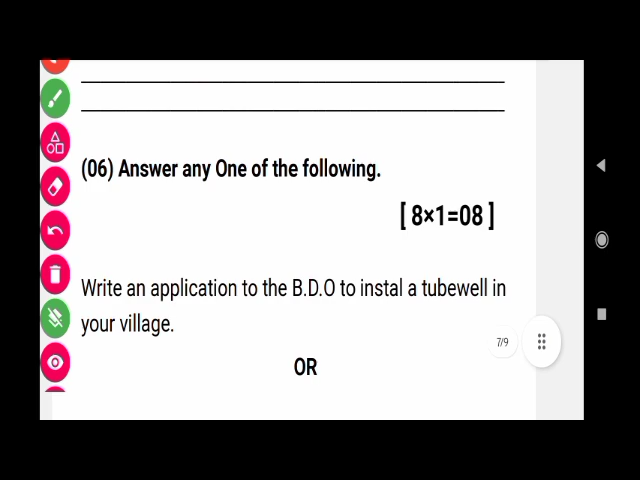 (06) Answer any One of the following.
[ 8×1=08 ]
Write an application to the B.D.O to instal a tubewell in
your village.
7/9
OR